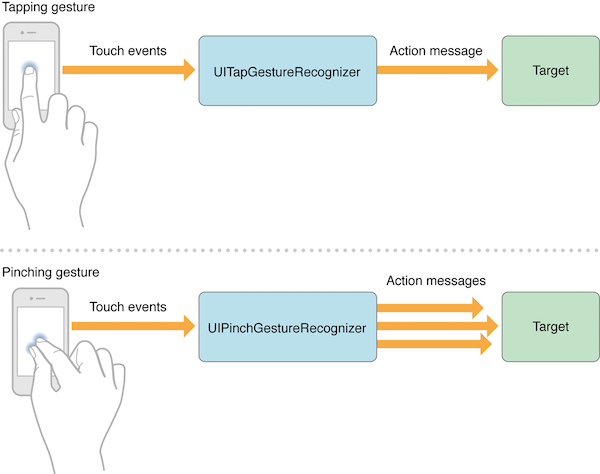 Tapping gesture
Touch events
UITapGestureRecognizer
Action message
Target
Pinching gesture
Touch events
UIPinchGestureRecognizer
Action messages
Target